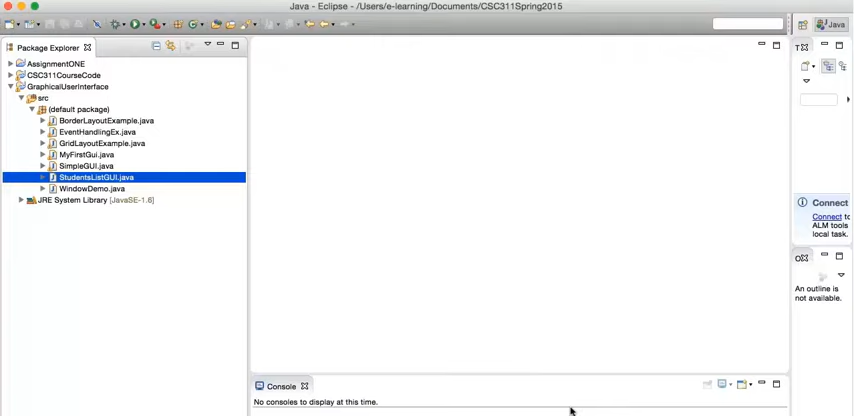 Java - Eclipse - /Users/e-learning/Documents/CSC311Spring2015
Java
Package Explorer
AssignmentONE
CSC311CourseCode
GraphicalUserInterface
src
(default package)
BorderLayoutExample.java
EventHandlingEx.java
GridLayoutExample.java
MyFirstGui.java
SimpleGUI.java
StudentsListGUI.java
WindowDemo.java
JRE System Library [JavaSE-1.6]
Console
No consoles to display at this time.
T
Connect
Connect to
ALM tools
local task.
O
An outline is
not available.